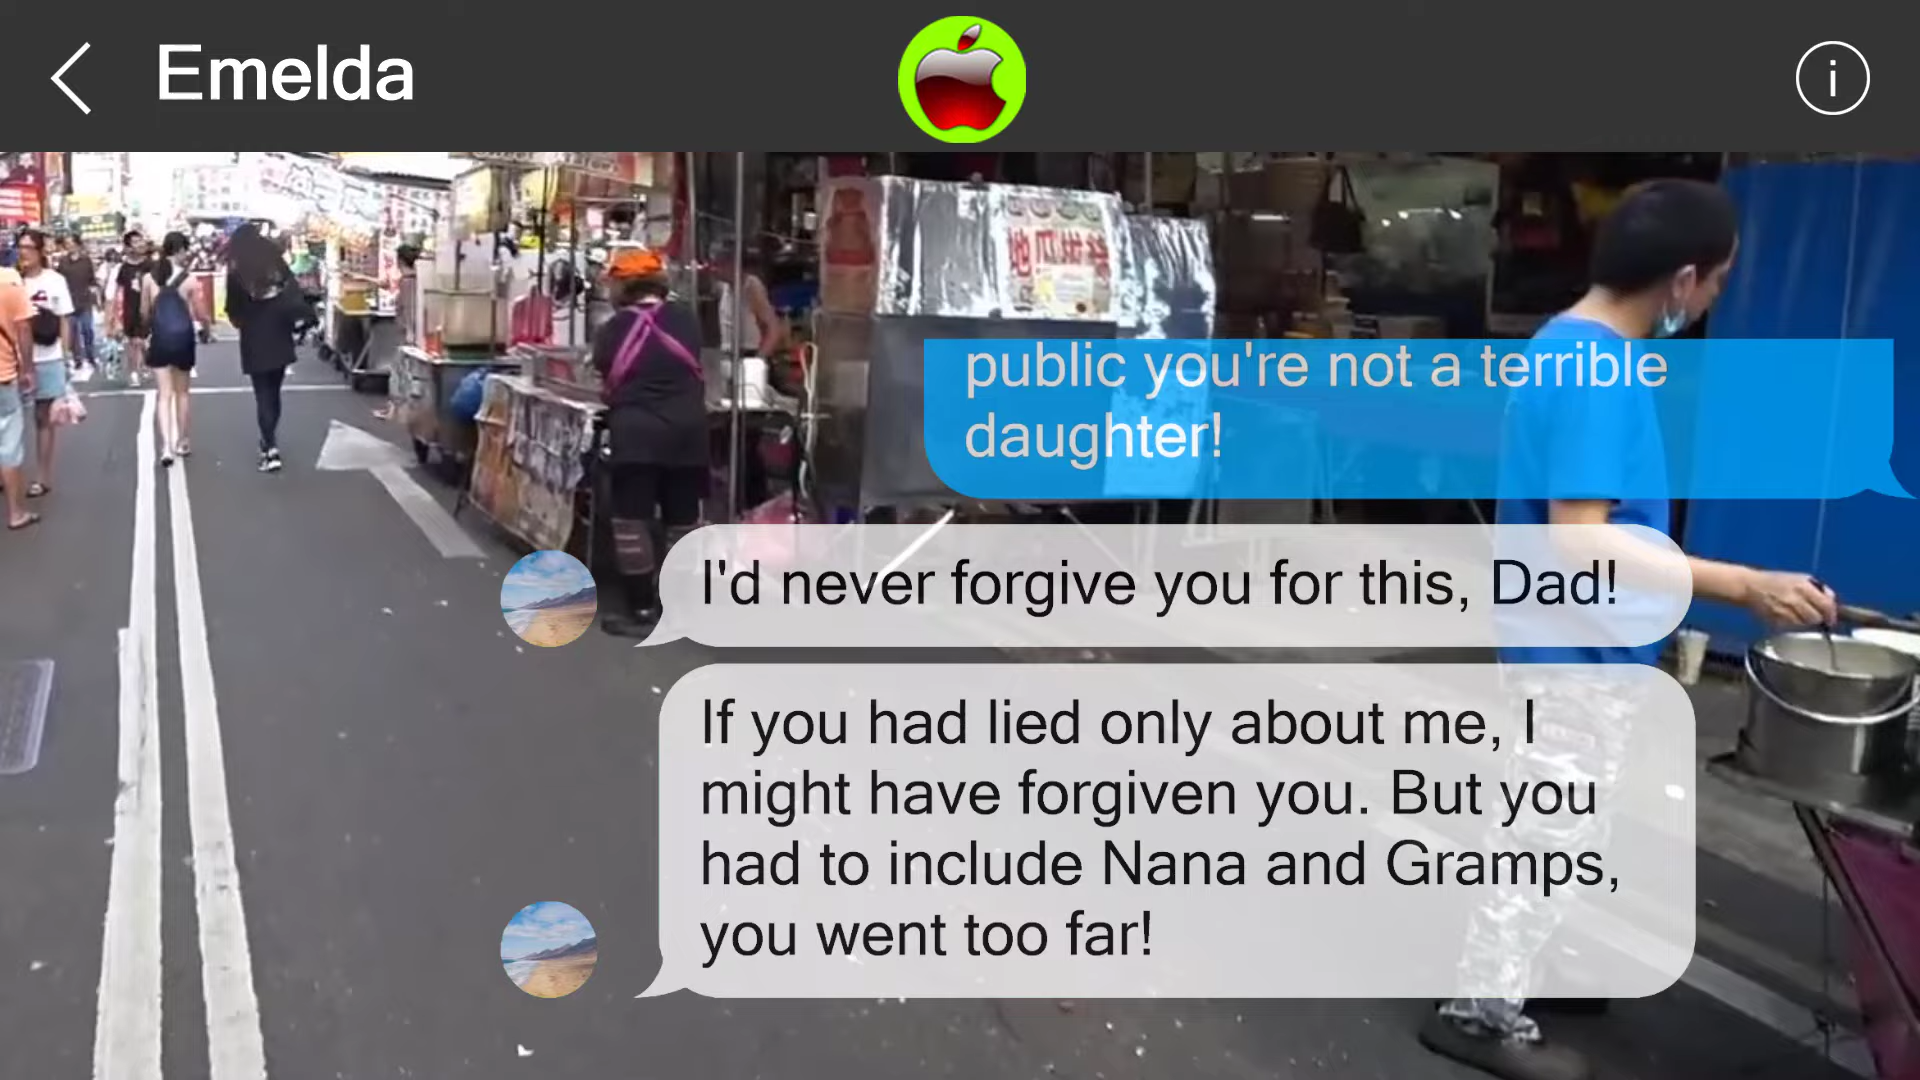 Emelda
i
public you're not a terrible
daughter!
I'd never forgive you for this, Dad!
If you had lied only about me, I
might have forgiven you. But you
had to include Nana and Gramps,
you went too far!